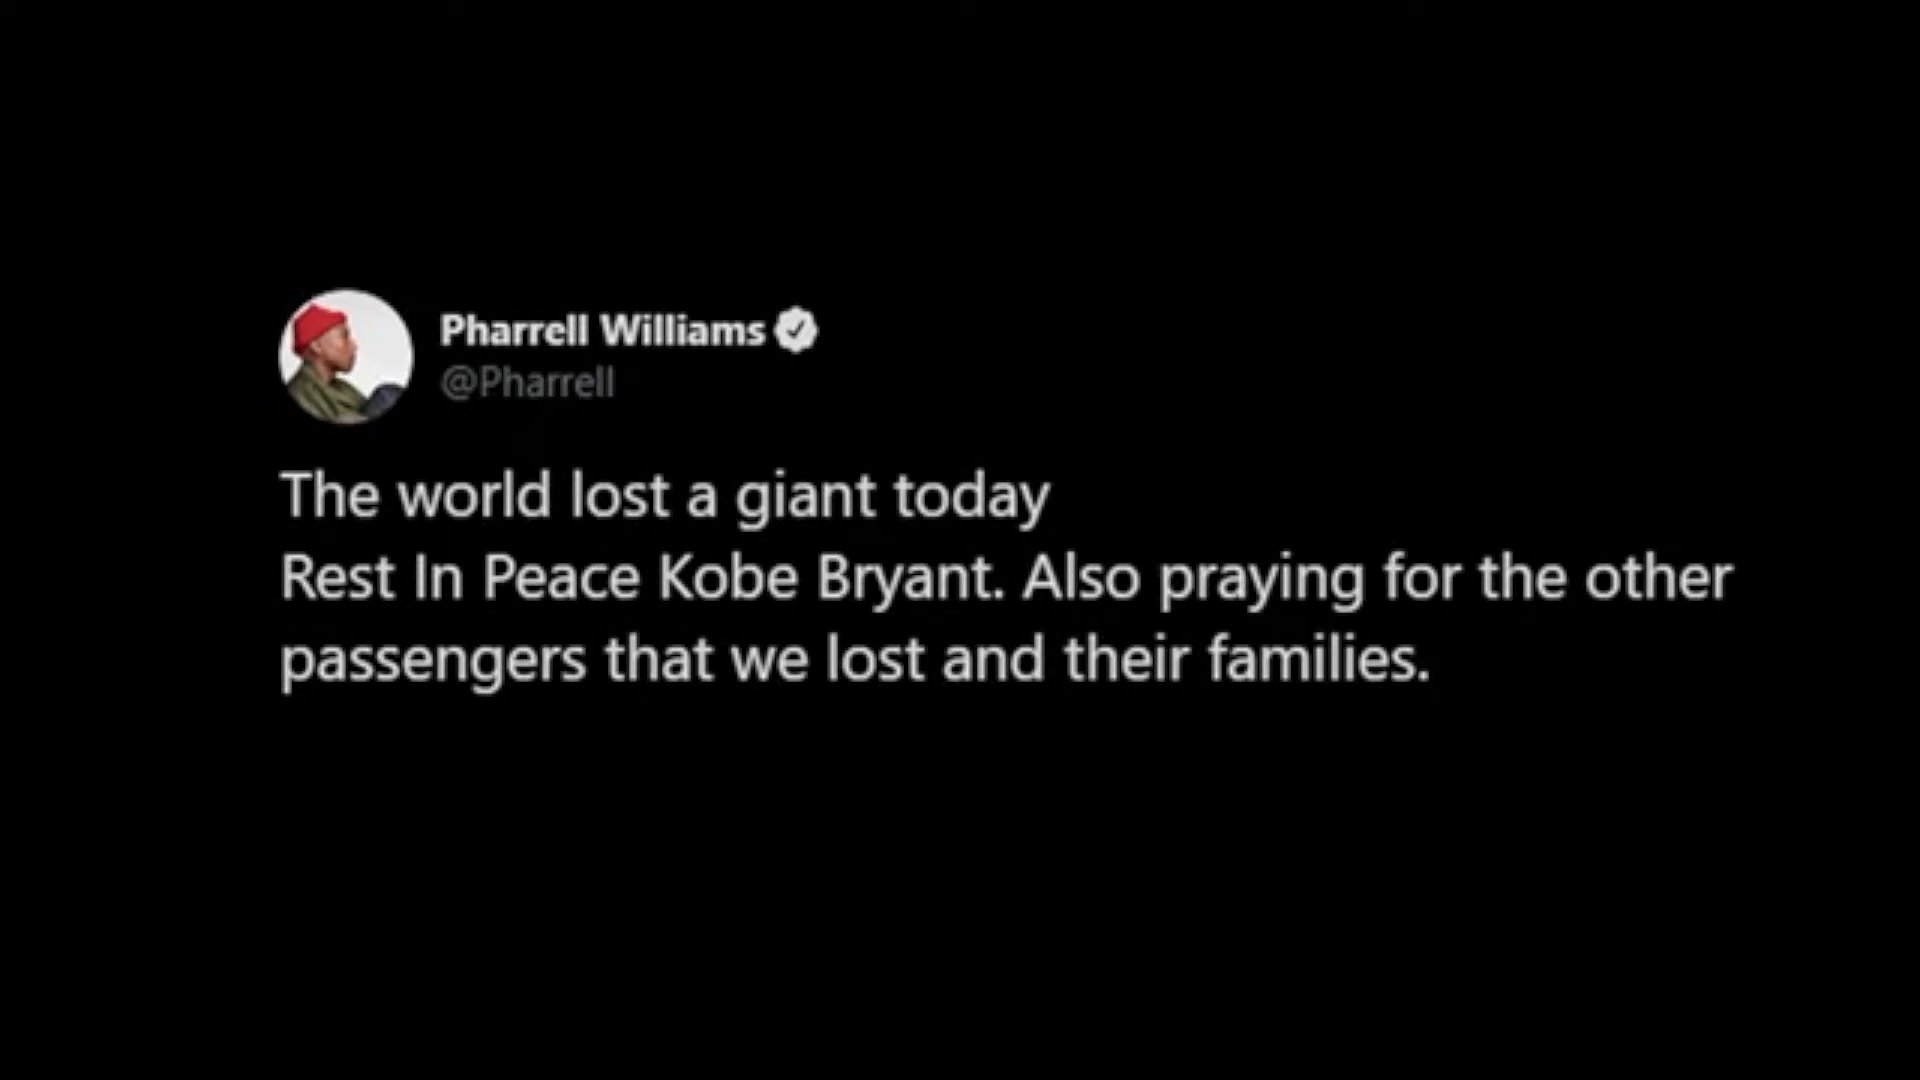 Pharrell Williams
@Pharrell
The world lost a giant today
Rest In Peace Kobe Bryant. Also praying for the other
passengers that we lost and their families.